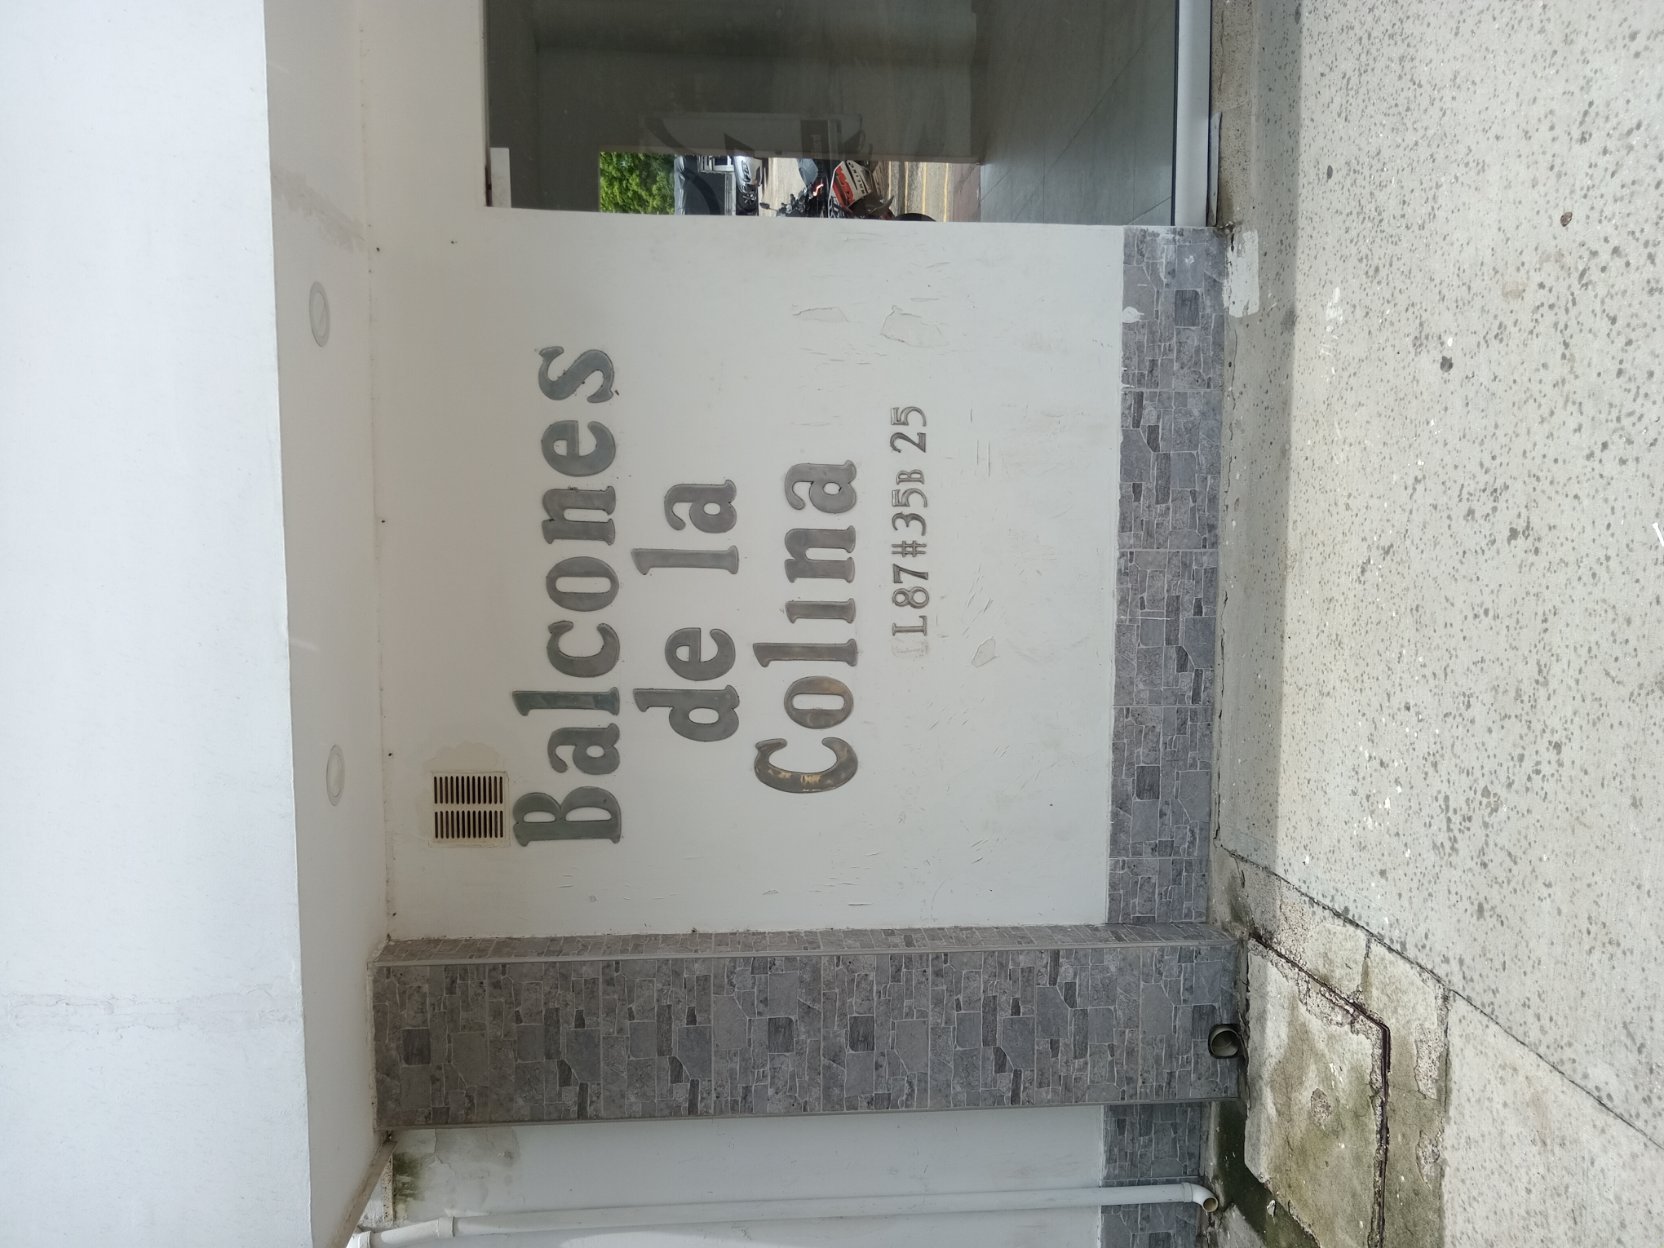 Balcones
de la
Colina
L87#35B 25